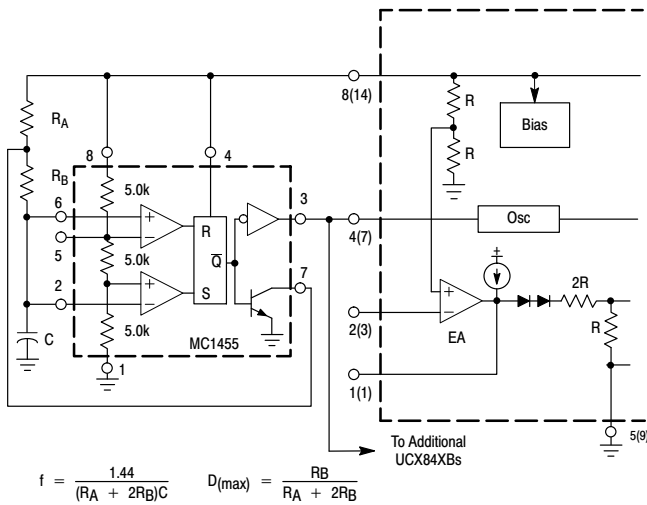 R_A
R_B
8
4
6
5
2
C
5.0k
5.0k
5.0k
+
−
+
−
R
Q̅
S
3
7
1
MC1455
8(14)
R
R
Bias
4(7)
Osc
2(3)
+
−
EA
1(1)
+
2R
R
5(9)
To Additional
UCX84XBs
f = 1.44 / (R_A + 2R_B)C
D(max) = R_B / R_A + 2R_B